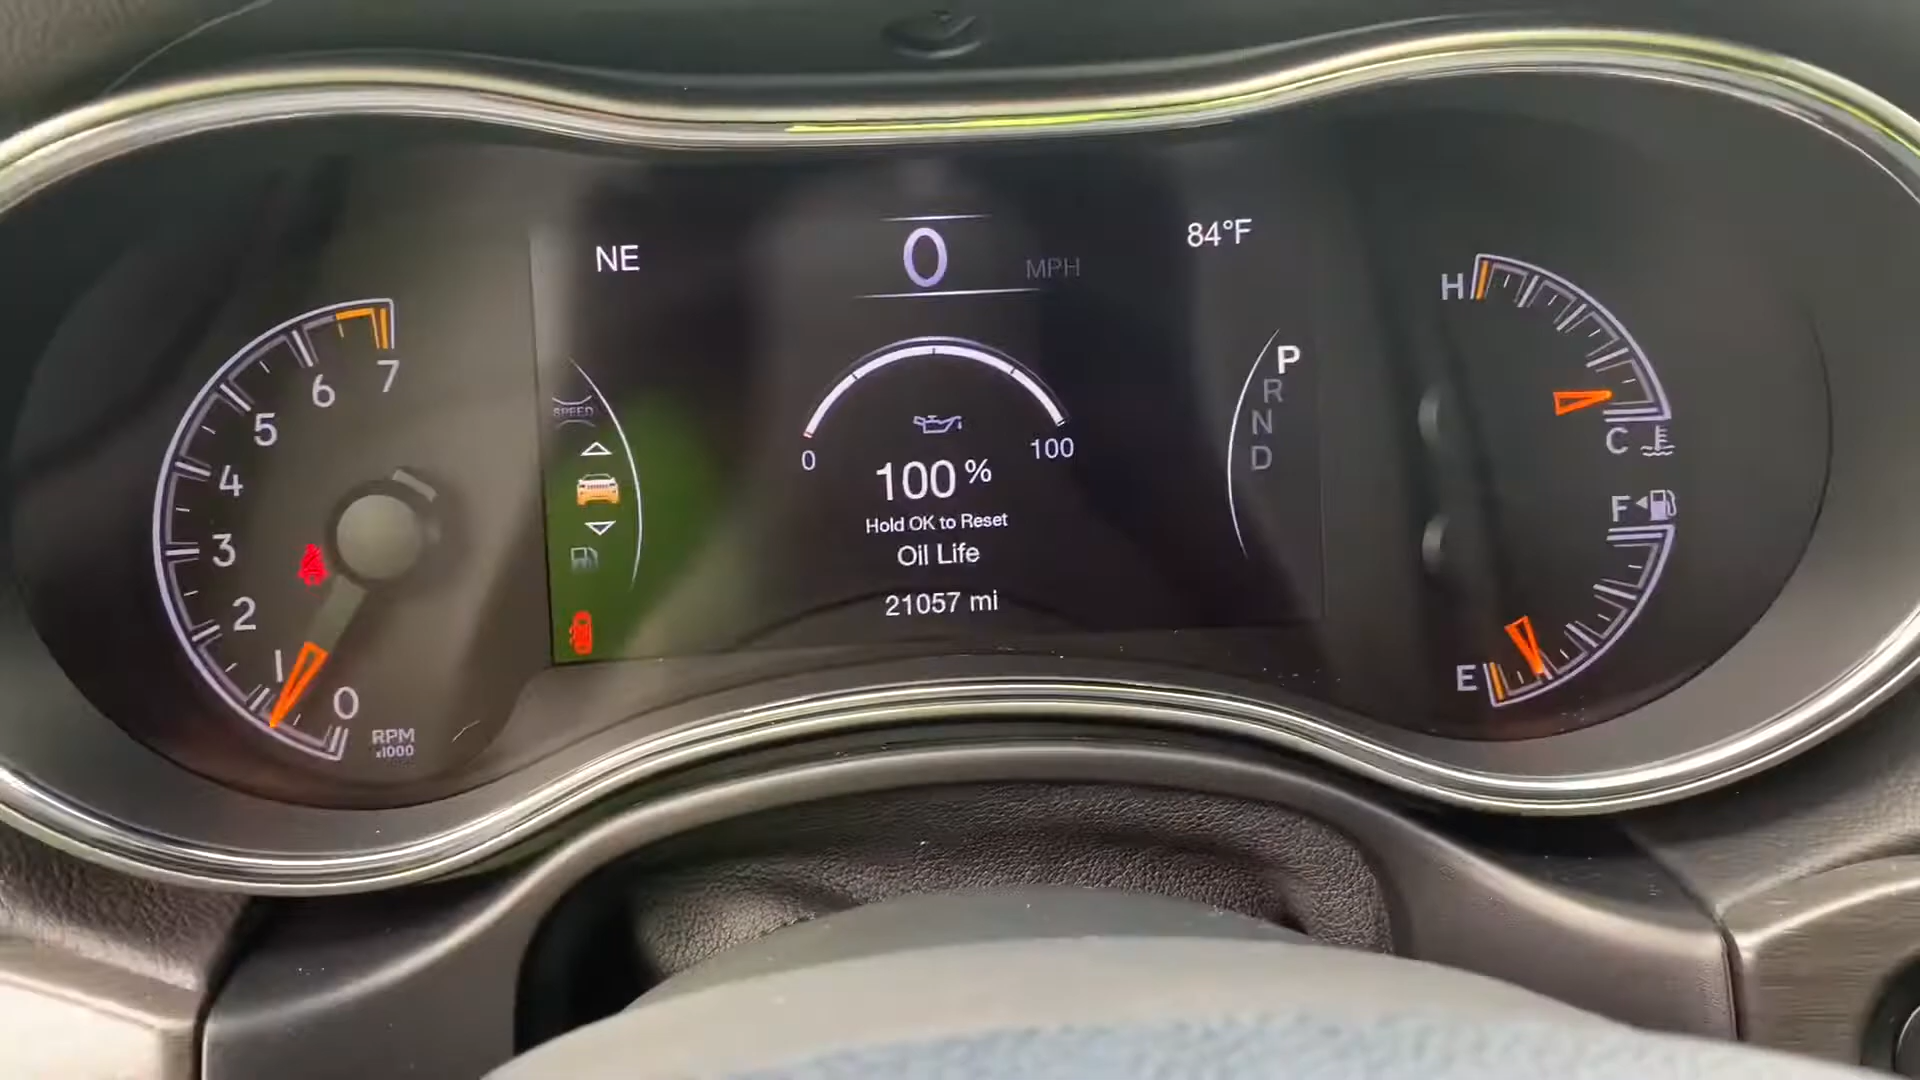 NE
0
MPH
84°F
SPEED
0
100
100 %
Hold OK to Reset
Oil Life
21057 mi
P
R
N
D
7
6
5
4
3
2
1
0
RPM
x1000
H
C
F
E